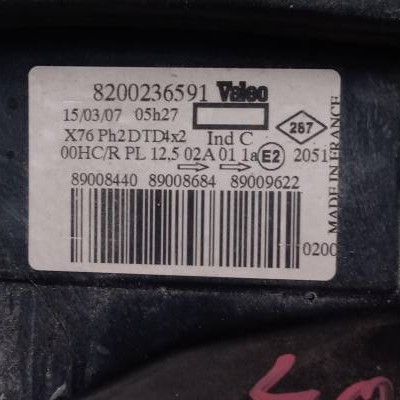 8200236591 Valeo
15/03/07 05h27
X76 Ph2 DTD4x2 Ind C 267
00HC/R PL 12,5 02A 01 1a E2 2051
89008440 89008684 89009622
0200
MADE IN FRANCE